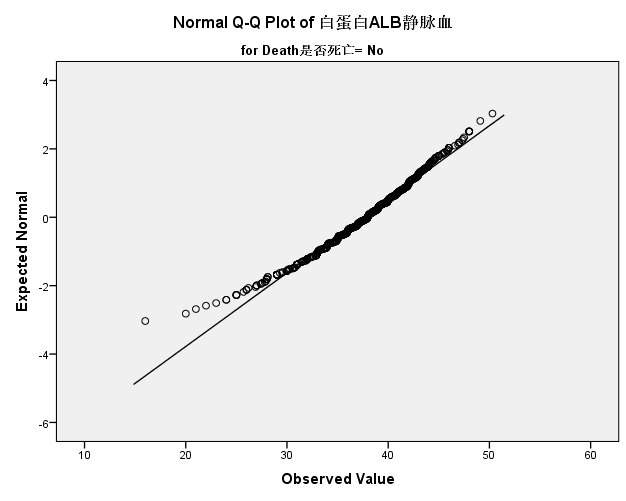 Normal Q-Q Plot of 白蛋白ALB静脉血
for Death是否死亡= No
4
2
0
-2
-4
-6
Expected Normal
10 20 30 40 50 60
Observed Value